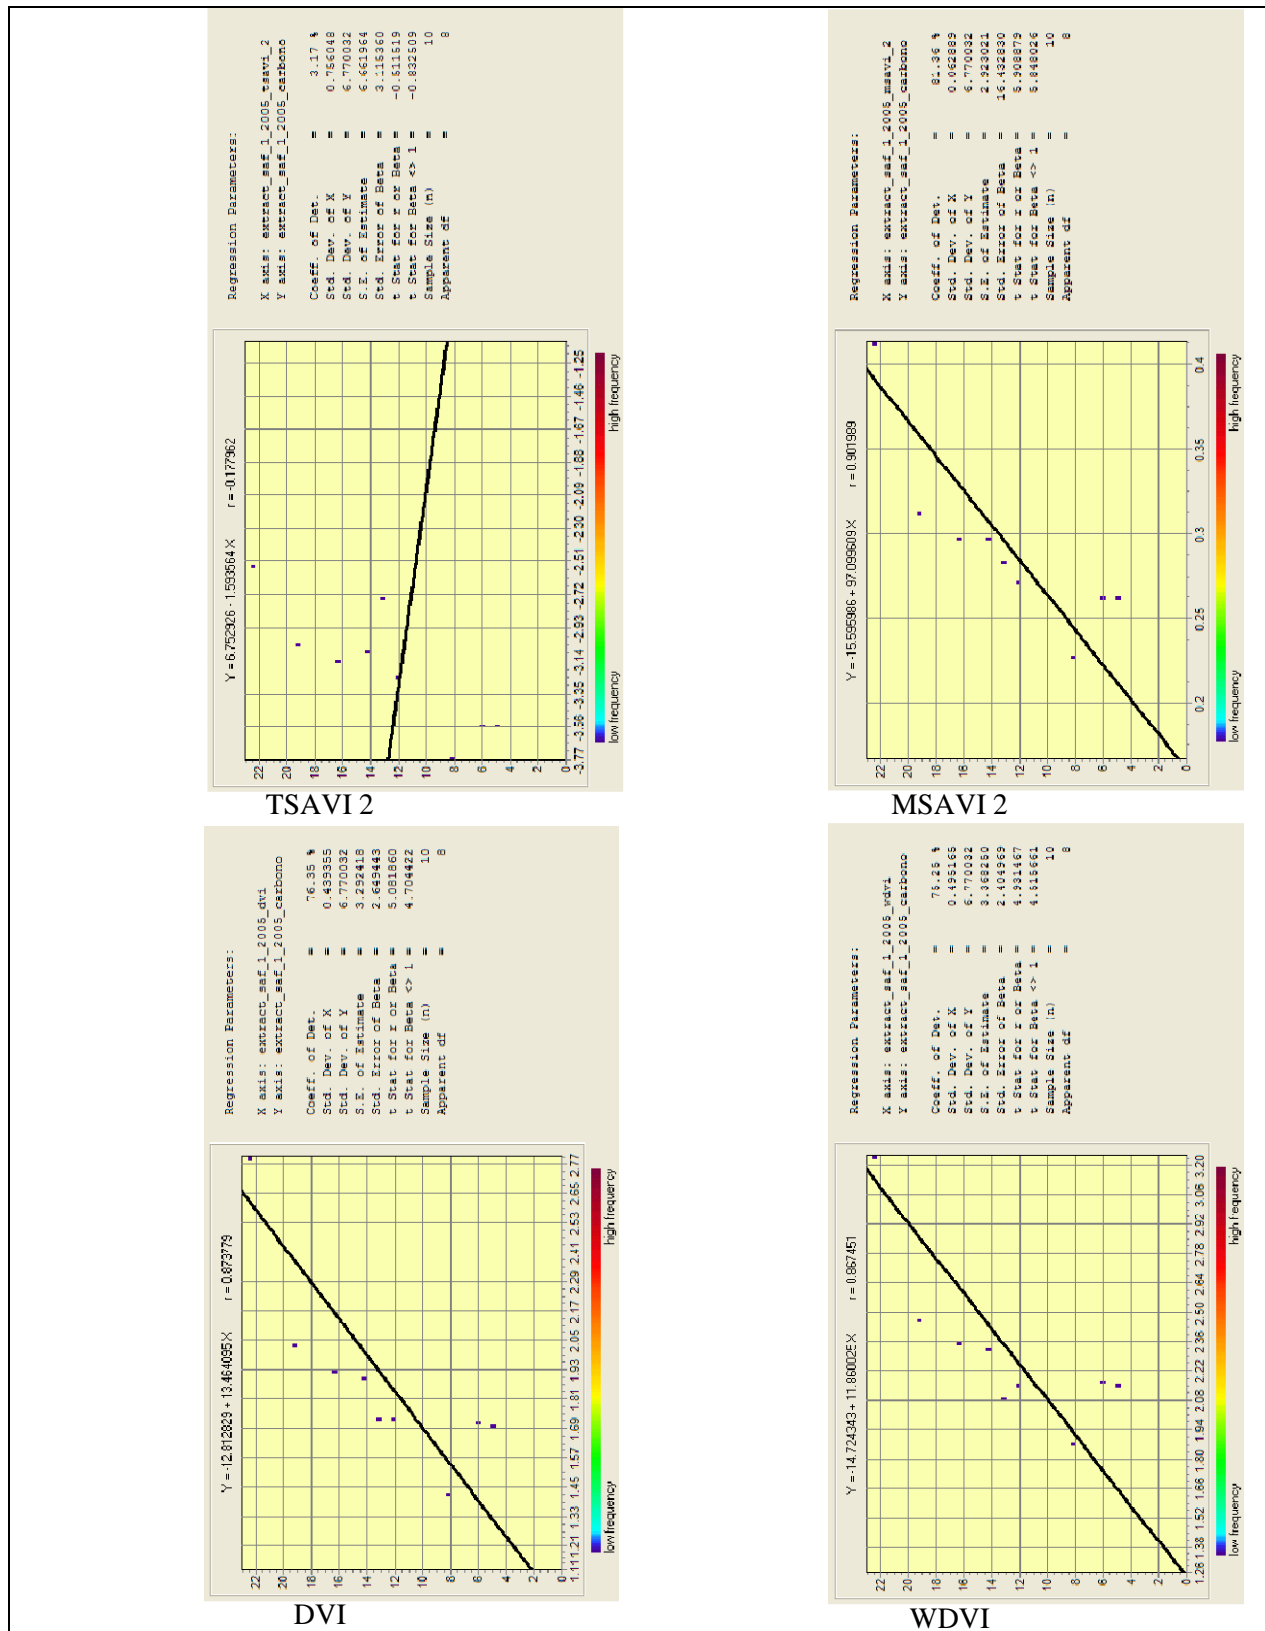 Y = 6.752926 - 1.593564 X r = -0.177962
22
20
18
16
14
12
10
8
6
4
2
0
-3.77 -3.56 -3.35 -3.14 -2.93 -2.72 -2.51 -2.30 -2.09 -1.88 -1.67 -1.46 -1.25
low frequency high frequency
Regression Parameters:
X axis: extract_saf_1_2005_tsavi_2
Y axis: extract_saf_1_2005_carbono
Coeff. of Det. = 3.17 %
Std. Dev. of X = 0.756048
Std. Dev. of Y = 6.770032
S.E. of Estimate = 6.661964
Std. Error of Beta = 3.115360
t Stat for r or Beta = -0.511519
t Stat for Beta <> 1 = -0.832509
Sample Size (n) = 10
Apparent df = 8
TSAVI 2
Y = -15.595986 + 97.099609 X r = 0.901989
22
20
18
16
14
12
10
8
6
4
2
0
0.2 0.25 0.3 0.35 0.4
low frequency high frequency
Regression Parameters:
X axis: extract_saf_1_2005_msavi_2
Y axis: extract_saf_1_2005_carbono
Coeff. of Det. = 81.36 %
Std. Dev. of X = 0.062889
Std. Dev. of Y = 6.770032
S.E. of Estimate = 2.923021
Std. Error of Beta = 16.432830
t Stat for r or Beta = 5.908879
t Stat for Beta <> 1 = 5.848026
Sample Size (n) = 10
Apparent df = 8
MSAVI 2
Y = -12.812829 + 13.464095 X r = 0.873779
22
20
18
16
14
12
10
8
6
4
2
0
1.11 1.21 1.33 1.45 1.57 1.69 1.81 1.93 2.05 2.17 2.29 2.41 2.53 2.65 2.77
low frequency high frequency
Regression Parameters:
X axis: extract_saf_1_2005_dvi
Y axis: extract_saf_1_2005_carbono
Coeff. of Det. = 76.35 %
Std. Dev. of X = 0.439355
Std. Dev. of Y = 6.770032
S.E. of Estimate = 3.292418
Std. Error of Beta = 2.649443
t Stat for r or Beta = 5.081860
t Stat for Beta <> 1 = 4.704422
Sample Size (n) = 10
Apparent df = 8
DVI
Y = -14.724343 + 11.860025 X r = 0.867451
22
20
18
16
14
12
10
8
6
4
2
0
1.26 1.38 1.52 1.66 1.80 1.94 2.08 2.22 2.36 2.50 2.64 2.78 2.92 3.06 3.20
low frequency high frequency
Regression Parameters:
X axis: extract_saf_1_2005_wdvi
Y axis: extract_saf_1_2005_carbono
Coeff. of Det. = 75.25 %
Std. Dev. of X = 0.495165
Std. Dev. of Y = 6.770032
S.E. of Estimate = 3.368250
Std. Error of Beta = 2.404969
t Stat for r or Beta = 4.931467
t Stat for Beta <> 1 = 4.515661
Sample Size (n) = 10
Apparent df = 8
WDVI